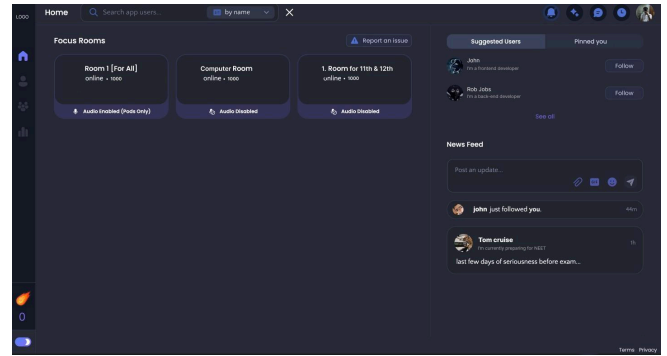 LOGO
Home
Search app users...
by name
Focus Rooms
Report an issue
Room 1 [For All]
online • 1000
Audio Enabled (Pods Only)
Computer Room
online • 1000
Audio Disabled
1. Room for 11th & 12th
online • 1000
Audio Disabled
0
Suggested Users
Pinned you
John
I'm a frontend developer
Follow
Rob Jobs
I'm a back-end developer
Follow
See all
News Feed
Post an update...
john just followed you.
44m
Tom cruise
I'm currently preparing for NEET
1h
last few days of seriousness before exam...
Terms Privacy